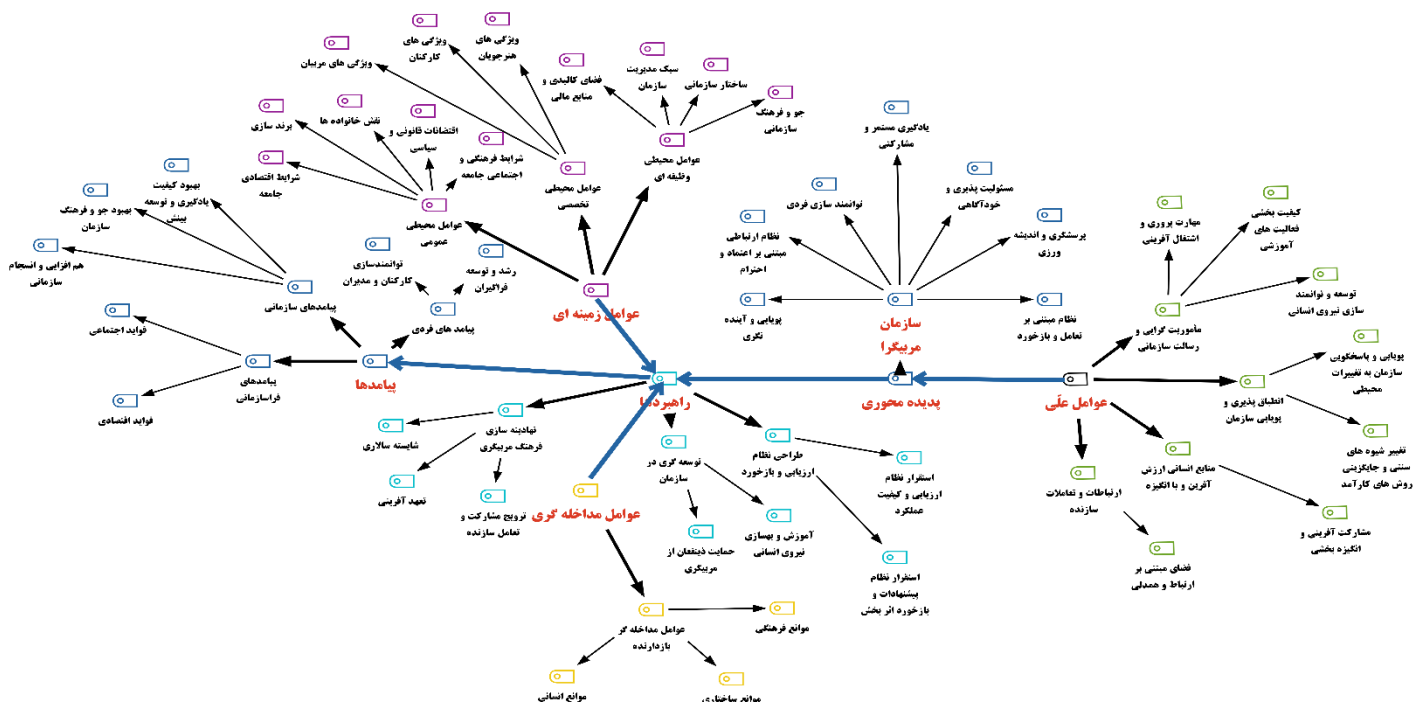 ویژگی های
هنرجویان
ویژگی های
کارکنان
ویژگی های مربیان
سبک مدیریت
سازمان
ساختار سازمانی
فضای کالبدی و
منابع مالی
جو و فرهنگ
سازمانی
برند سازی
نقش خانواده ها
اقتضائات قانونی و
سیاسی
شرایط فرهنگی و
اجتماعی جامعه
شرایط اقتصادی
جامعه
عوامل محیطی
تخصصی
عوامل محیطی
وظیفه ای
عوامل محیطی
عمومی
عوامل زمینه ای
یادگیری مستمر و
مشارکتی
مسئولیت پذیری و
خودآگاهی
توانمند سازی فردی
پرسشگری و اندیشه
ورزی
نظام ارتباطی
مبتنی بر اعتماد و
احترام
پویایی و آینده
نگری
نظام مبتنی بر
تعامل و بازخورد
سازمان
مربیگرا
پدیده محوری
کیفیت بخشی
فعالیت های
آموزشی
مهارت پروری و
اشتغال آفرینی
توسعه و توانمند
سازی نیروی انسانی
مأموریت گرایی و
رسالت سازمانی
پویایی و پاسخگویی
سازمان به تغییرات
محیطی
انطباق پذیری و
پویایی سازمان
تغییر شیوه های
سنتی و جایگزینی
روش های کارآمد
عوامل علّی
منابع انسانی ارزش
آفرین و با انگیزه
ارتباطات و تعاملات
سازنده
مشارکت آفرینی و
انگیزه بخشی
فضای مبتنی بر
ارتباط و همدلی
بهبود کیفیت
یادگیری و توسعه
بینش
بهبود جو و فرهنگ
سازمان
هم افزایی و انسجام
سازمانی
پیامدهای سازمانی
توانمندسازی
کارکنان و مدیران
رشد و توسعه
فراگیران
پیامد های فردی
فواید اجتماعی
فواید اقتصادی
پیامدهای
فراسازمانی
پیامدها
راهبردها
نهادینه سازی
فرهنگ مربیگری
شایسته سالاری
تعهد آفرینی
ترویج مشارکت و
تعامل سازنده
توسعه گری در
سازمان
حمایت ذینفعان از
مربیگری
آموزش و بهسازی
نیروی انسانی
طراحی نظام
ارزیابی و بازخورد
استقرار نظام
ارزیابی و کیفیت
عملکرد
استقرار نظام
پیشنهادات و
بازخورد اثر بخش
عوامل مداخله گری
عوامل مداخله گر
بازدارنده
موانع فرهنگی
موانع انسانی
موانع ساختاری